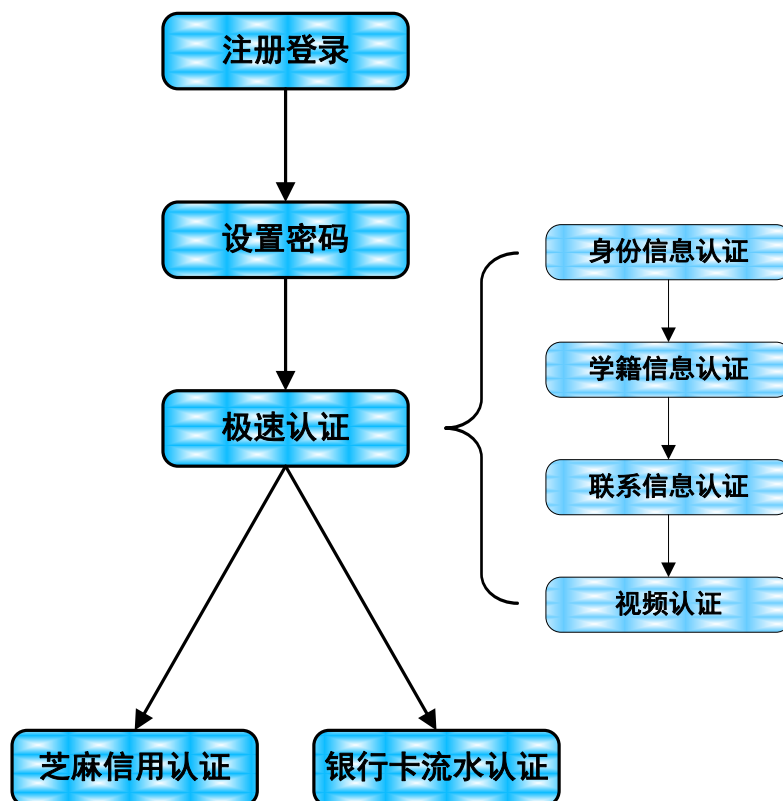 注册登录
设置密码
极速认证
身份信息认证
学籍信息认证
联系信息认证
视频认证
芝麻信用认证
银行卡流水认证